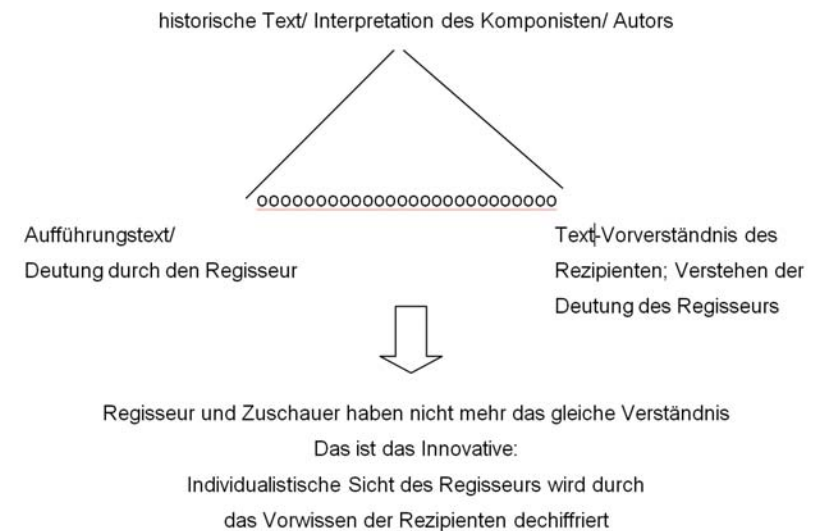 historische Text/ Interpretation des Komponisten/ Autors
ooooooooooooooooooooooooo
Aufführungstext/
Deutung durch den Regisseur
Text-Vorverständnis des
Rezipienten; Verstehen der
Deutung des Regisseurs
Regisseur und Zuschauer haben nicht mehr das gleiche Verständnis
Das ist das Innovative:
Individualistische Sicht des Regisseurs wird durch
das Vorwissen der Rezipienten dechiffriert